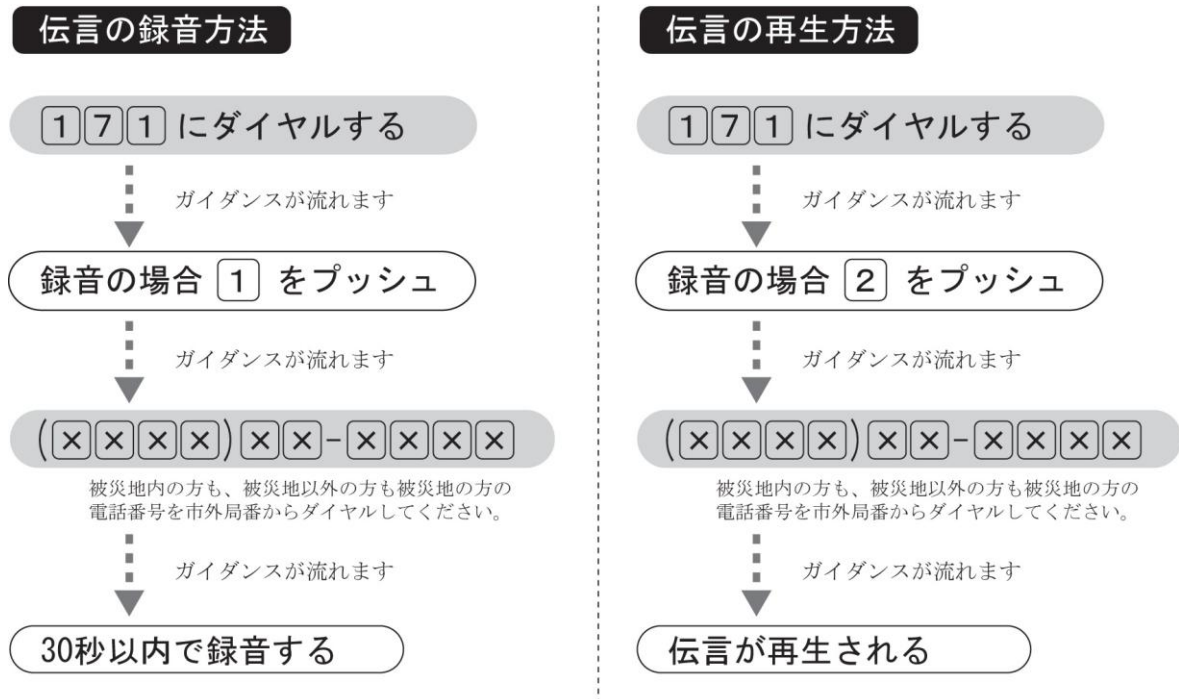 伝言の録音方法
171にダイヤルする
ガイダンスが流れます
録音の場合 1 をプッシュ
ガイダンスが流れます
(××××)××-××××
被災地内の方も、被災地以外の方も被災地の方の
電話番号を市外局番からダイヤルしてください。
ガイダンスが流れます
30秒以内で録音する
伝言の再生方法
171にダイヤルする
ガイダンスが流れます
録音の場合 2 をプッシュ
ガイダンスが流れます
(××××)××-××××
被災地内の方も、被災地以外の方も被災地の方の
電話番号を市外局番からダイヤルしてください。
ガイダンスが流れます
伝言が再生される